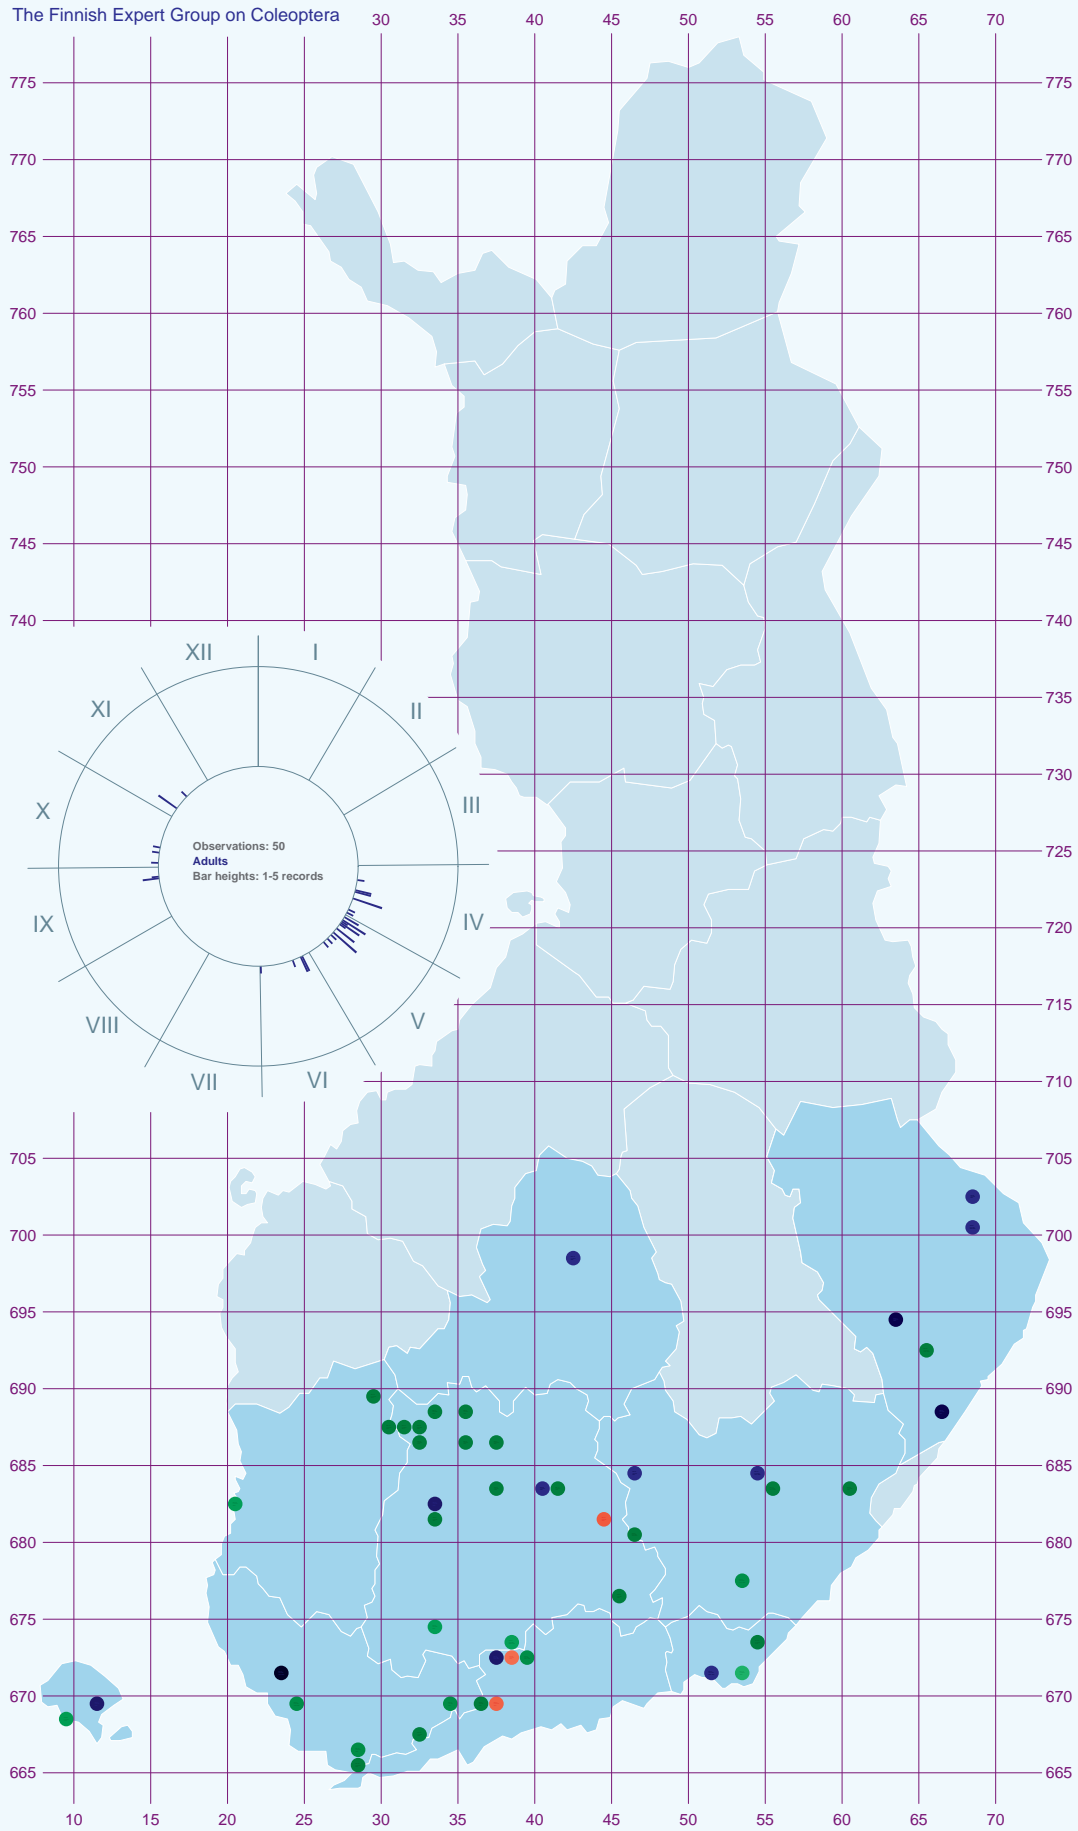 The Finnish Expert Group on Coleoptera
30 35 40 45 50 55 60 65 70
775 775
770 770
765 765
760 760
755 755
750 750
745 745
740 740
XII I
XI II
735
730
X III
725
Observations: 50
Adults
Bar heights: 1-5 records
IX IV
720
715
VIII V
VII VI
710
705 705
700 700
695 695
690 690
685 685
680 680
675 675
670 670
665 665
10 15 20 25 30 35 40 45 50 55 60 65 70